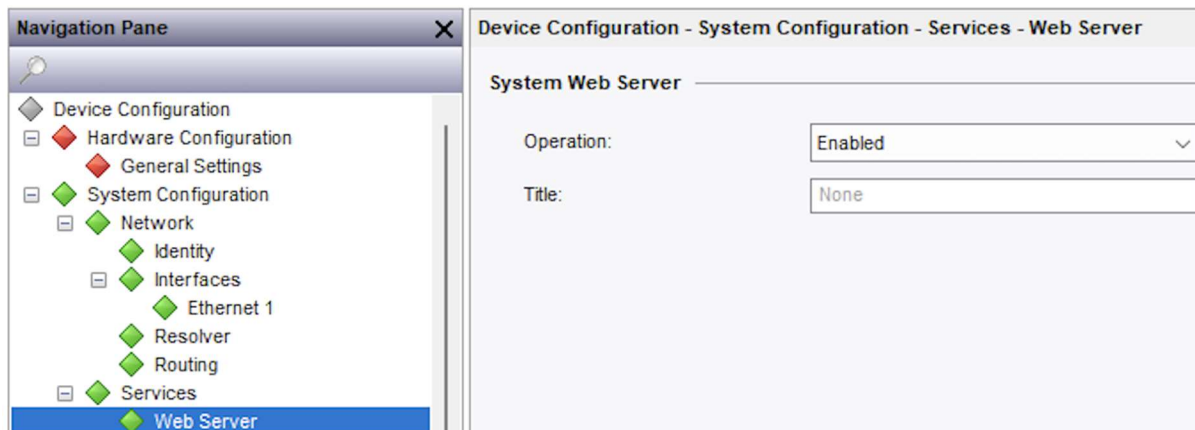 Navigation Pane
Device Configuration
Hardware Configuration
General Settings
System Configuration
Network
Identity
Interfaces
Ethernet 1
Resolver
Routing
Services
Web Server
Device Configuration - System Configuration - Services - Web Server
System Web Server
Operation:
Enabled
Title:
None